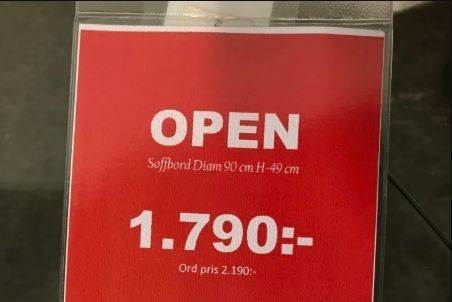 OPEN
Soffbord Diam 90 cm H-49 cm
1.790:-
Ord pris 2.190:-